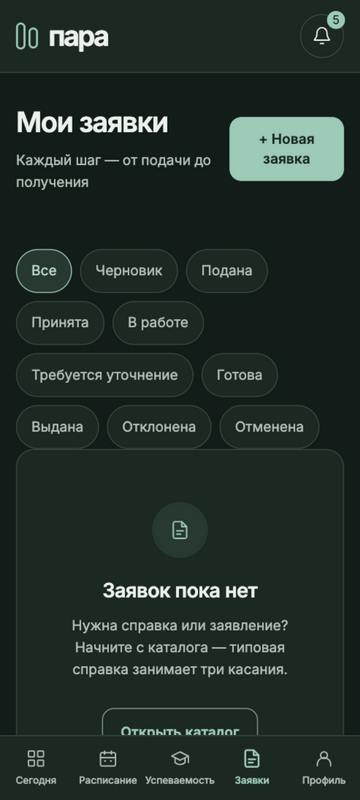 пара
5
Мои заявки
Каждый шаг — от подачи до
получения
+ Новая
заявка
Все
Черновик
Подана
Принята
В работе
Требуется уточнение
Готова
Выдана
Отклонена
Отменена
Заявок пока нет
Нужна справка или заявление?
Начните с каталога — типовая
справка занимает три касания.
Открыть каталог
Сегодня
Расписание
Успеваемость
Заявки
Профиль